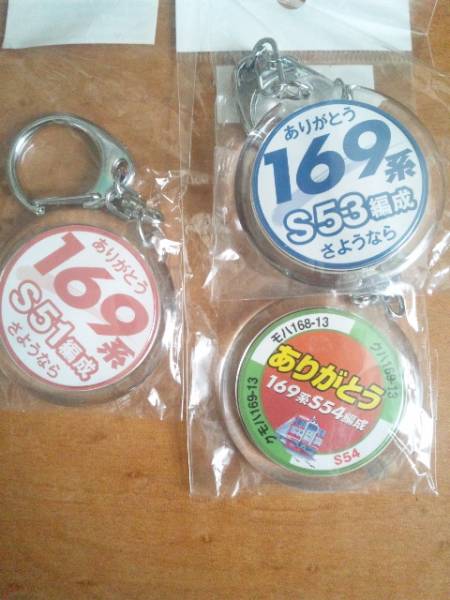 ありがとう
169系
S51編成
さようなら
ありがとう
169系
S53編成
さようなら
モハ168-13
クハ169-13
クモハ169-13
ありがとう
169系S54編成
S54